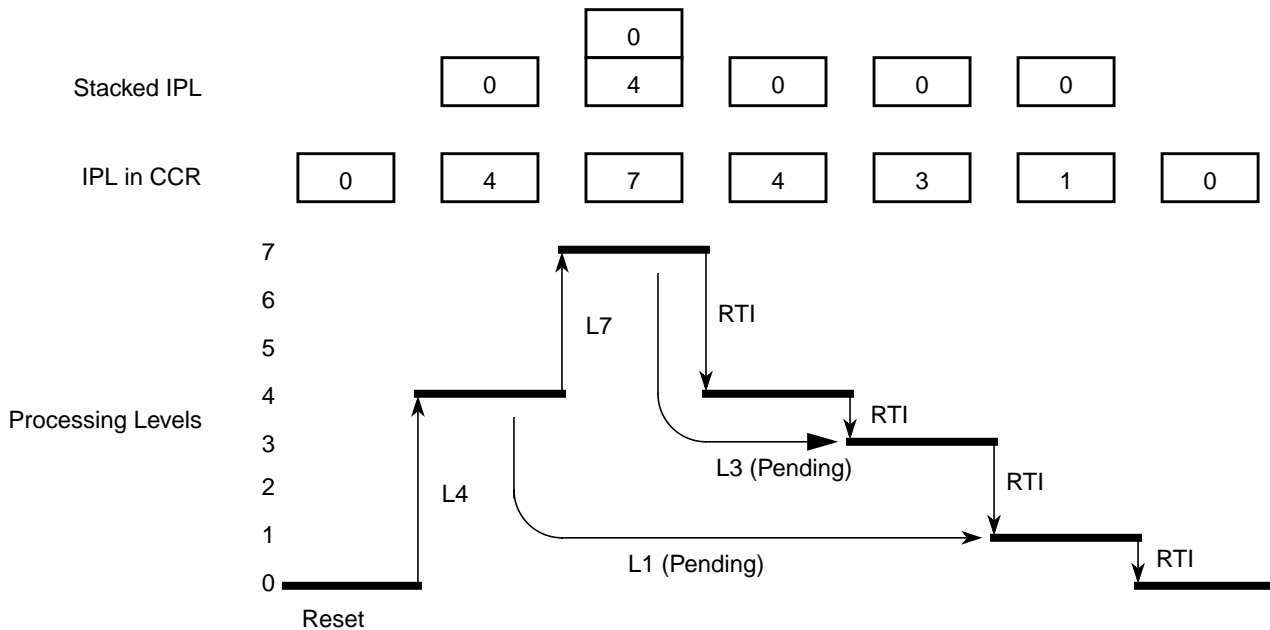 0
Stacked IPL 0 4 0 0 0
IPL in CCR 0 4 7 4 3 1 0
7
6
RTI
L7
5
4
Processing Levels
RTI
3
L3 (Pending)
2
L4
RTI
1
L1 (Pending)
RTI
0
Reset